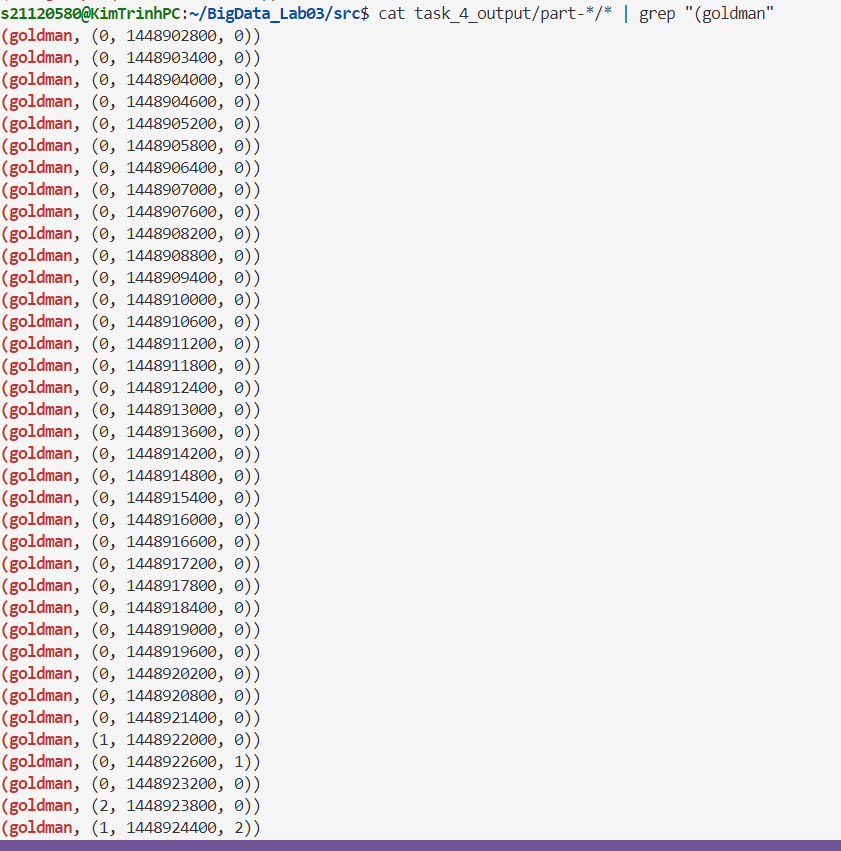 s21120580@KimTrinhPC:~/BigData_Lab03/src$ cat task_4_output/part-*/* | grep "(goldman"
(goldman, (0, 1448902800, 0))
(goldman, (0, 1448903400, 0))
(goldman, (0, 1448904000, 0))
(goldman, (0, 1448904600, 0))
(goldman, (0, 1448905200, 0))
(goldman, (0, 1448905800, 0))
(goldman, (0, 1448906400, 0))
(goldman, (0, 1448907000, 0))
(goldman, (0, 1448907600, 0))
(goldman, (0, 1448908200, 0))
(goldman, (0, 1448908800, 0))
(goldman, (0, 1448909400, 0))
(goldman, (0, 1448910000, 0))
(goldman, (0, 1448910600, 0))
(goldman, (0, 1448911200, 0))
(goldman, (0, 1448911800, 0))
(goldman, (0, 1448912400, 0))
(goldman, (0, 1448913000, 0))
(goldman, (0, 1448913600, 0))
(goldman, (0, 1448914200, 0))
(goldman, (0, 1448914800, 0))
(goldman, (0, 1448915400, 0))
(goldman, (0, 1448916000, 0))
(goldman, (0, 1448916600, 0))
(goldman, (0, 1448917200, 0))
(goldman, (0, 1448917800, 0))
(goldman, (0, 1448918400, 0))
(goldman, (0, 1448919000, 0))
(goldman, (0, 1448919600, 0))
(goldman, (0, 1448920200, 0))
(goldman, (0, 1448920800, 0))
(goldman, (0, 1448921400, 0))
(goldman, (1, 1448922000, 0))
(goldman, (0, 1448922600, 1))
(goldman, (0, 1448923200, 0))
(goldman, (2, 1448923800, 0))
(goldman, (1, 1448924400, 2))